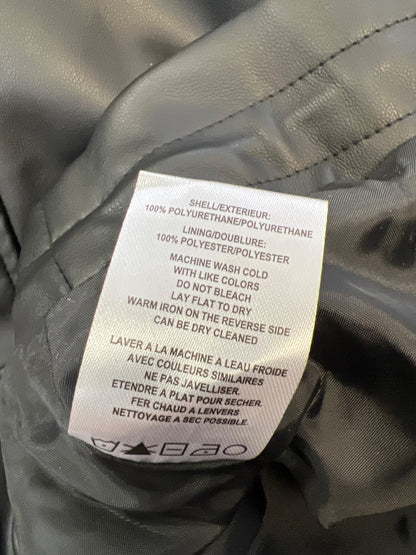 SHELL/EXTERIEUR:
100% POLYURETHANE/POLYURETHANE
LINING/DOUBLURE:
100% POLYESTER/POLYESTER
MACHINE WASH COLD
WITH LIKE COLORS
DO NOT BLEACH
LAY FLAT TO DRY
WARM IRON ON THE REVERSE SIDE
CAN BE DRY CLEANED
LAVER A LA MACHINE A LEAU FROIDE
AVEC COULEURS SIMILAIRES
NE PAS JAVELLISER.
ETENDRE A PLAT POUR SECHER.
FER CHAUD A L'ENVERS
NETTOYAGE A SEC POSSIBLE.